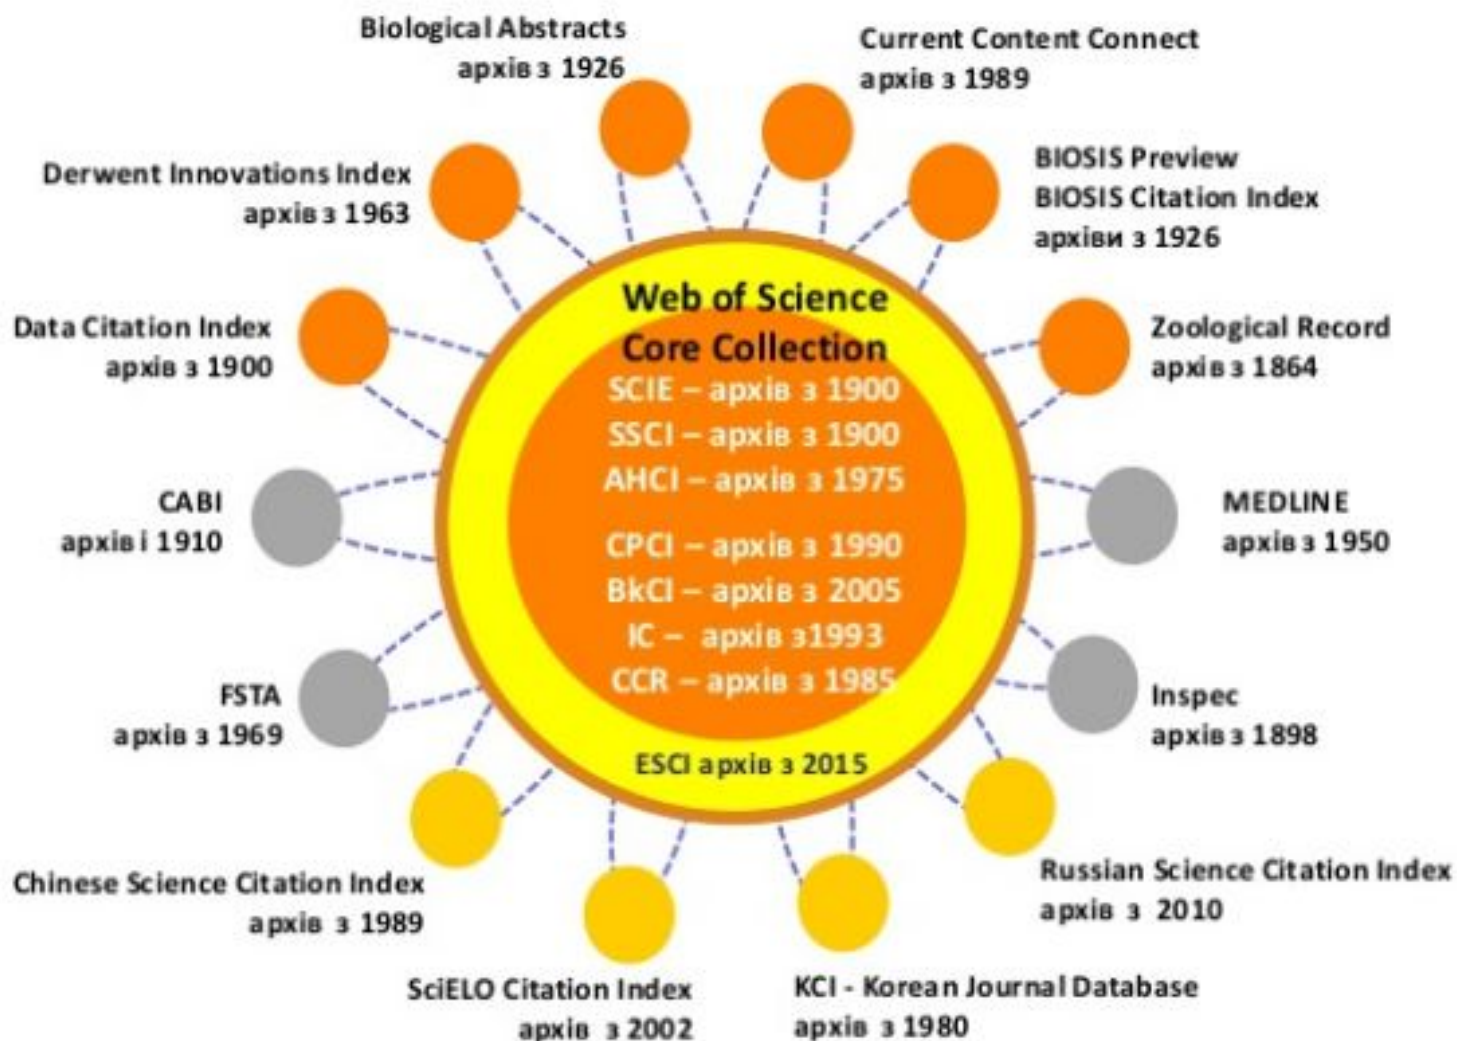 Biological Abstracts
архів з 1926
Current Content Connect
архів з 1989
Derwent Innovations Index
архів з 1963
BIOSIS Preview
BIOSIS Citation Index
архіви з 1926
Data Citation Index
архів з 1900
Zoological Record
архів з 1864
Web of Science
Core Collection
SCIE – архів з 1900
SSCI – архів з 1900
AHCI – архів з 1975
CPCI – архів з 1990
BkCI – архів з 2005
IC – архів з1993
CCR – архів з 1985
ESCI архів з 2015
CABI
архів і 1910
MEDLINE
архів з 1950
FSTA
архів з 1969
Inspec
архів з 1898
Chinese Science Citation Index
архів з 1989
Russian Science Citation Index
архів з 2010
SciELO Citation Index
архів з 2002
KCI - Korean Journal Database
архів з 1980